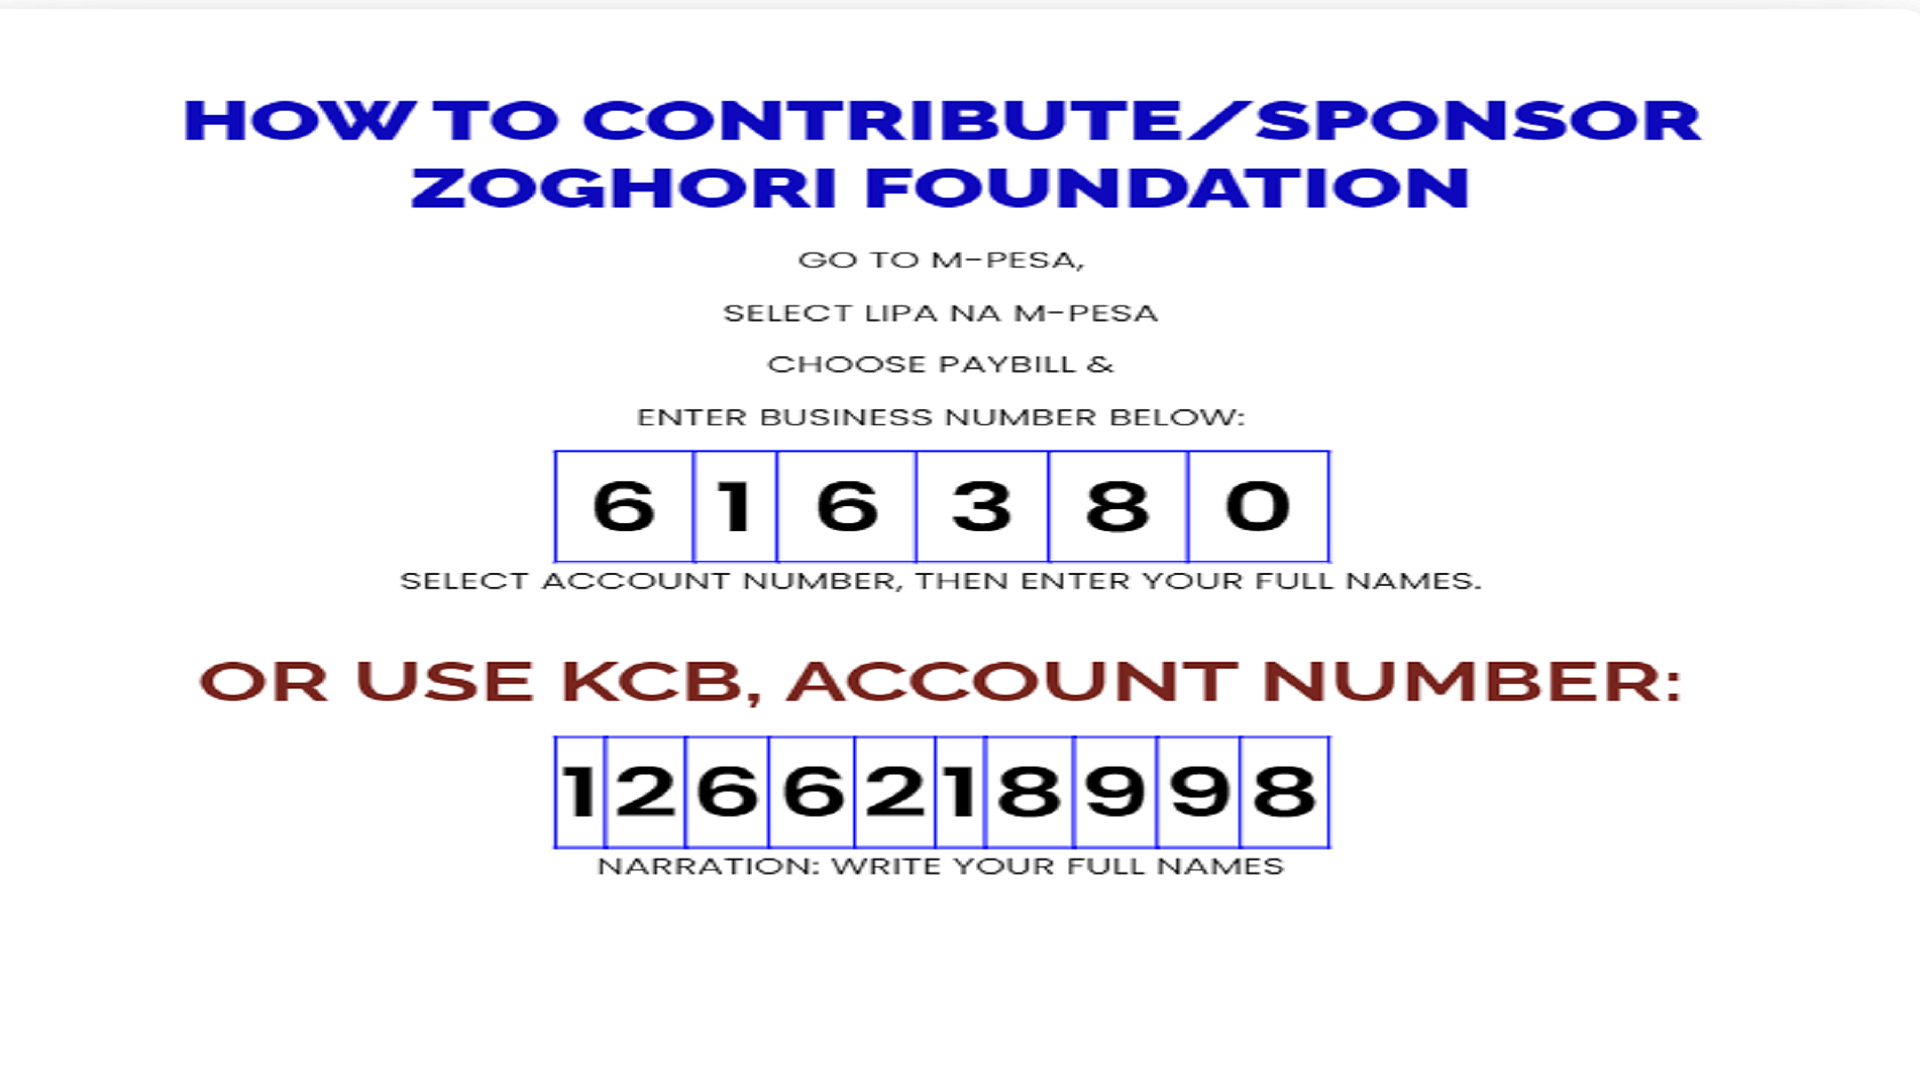 HOW TO CONTRIBUTE/SPONSOR
ZOGHORI FOUNDATION
GO TO M-PESA,
SELECT LIPA NA M-PESA
CHOOSE PAYBILL &
ENTER BUSINESS NUMBER BELOW:
6 1 6 3 8 0
SELECT ACCOUNT NUMBER, THEN ENTER YOUR FULL NAMES.
OR USE KCB, ACCOUNT NUMBER:
1 2 6 6 2 1 8 9 9 8
NARRATION: WRITE YOUR FULL NAMES